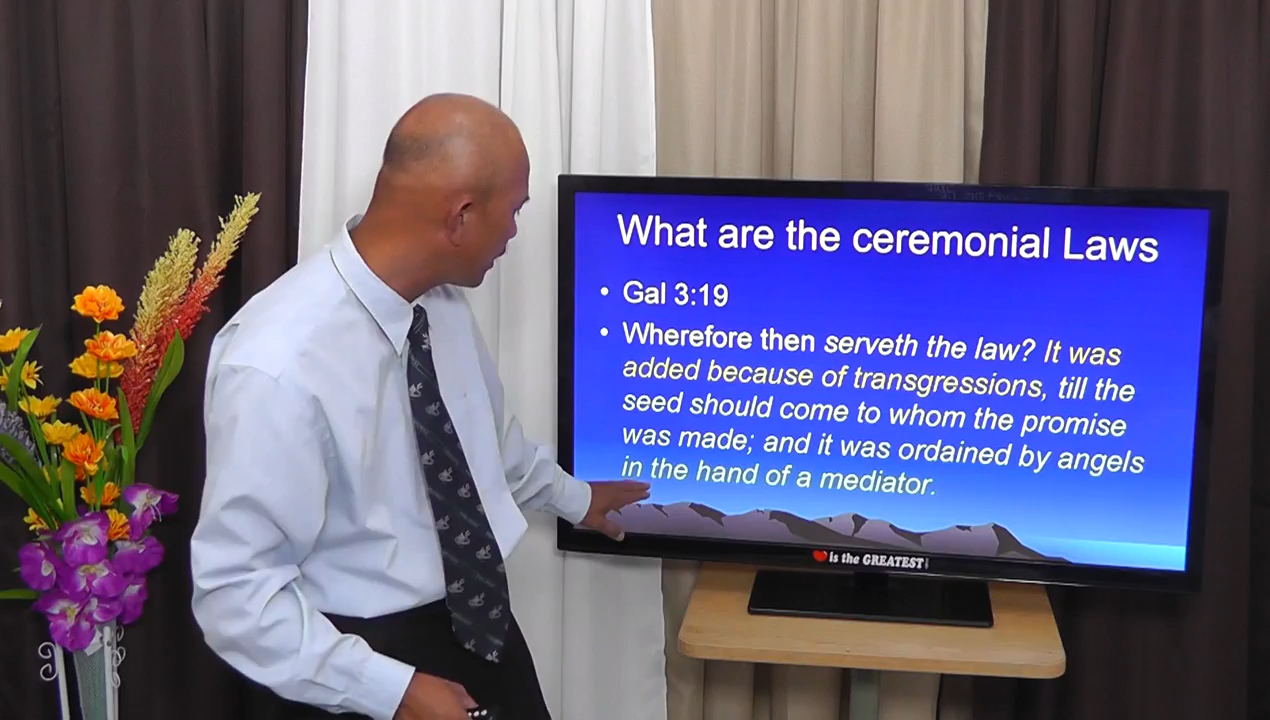 What are the ceremonial Laws
• Gal 3:19
• Wherefore then serveth the law? It was
added because of transgressions, till the
seed should come to whom the promise
was made; and it was ordained by angels
in the hand of a mediator.
is the GREATEST!